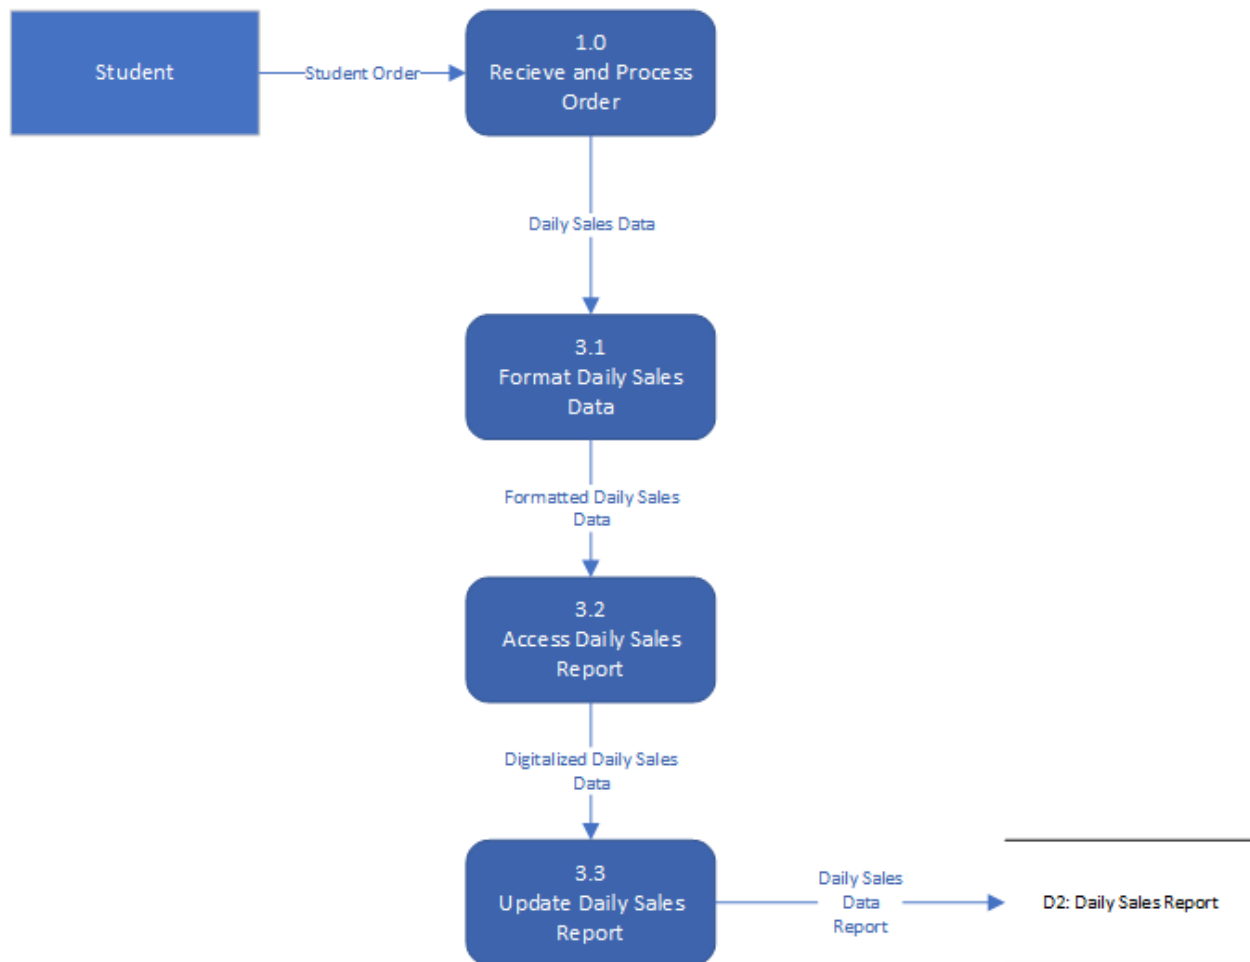 Student
Student Order
1.0
Recieve and Process
Order
Daily Sales Data
3.1
Format Daily Sales
Data
Formatted Daily Sales
Data
3.2
Access Daily Sales
Report
Digitalized Daily Sales
Data
3.3
Update Daily Sales
Report
Daily Sales
Data
Report
D2: Daily Sales Report